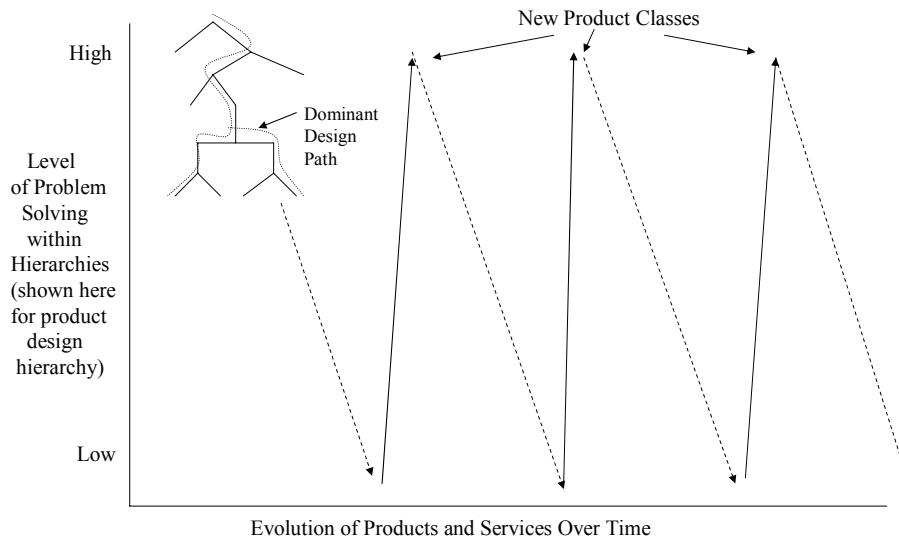 New Product Classes
High
Dominant
Design
Path
Level
of Problem
Solving
within
Hierarchies
(shown here
for product
design
hierarchy)
Low
Evolution of Products and Services Over Time